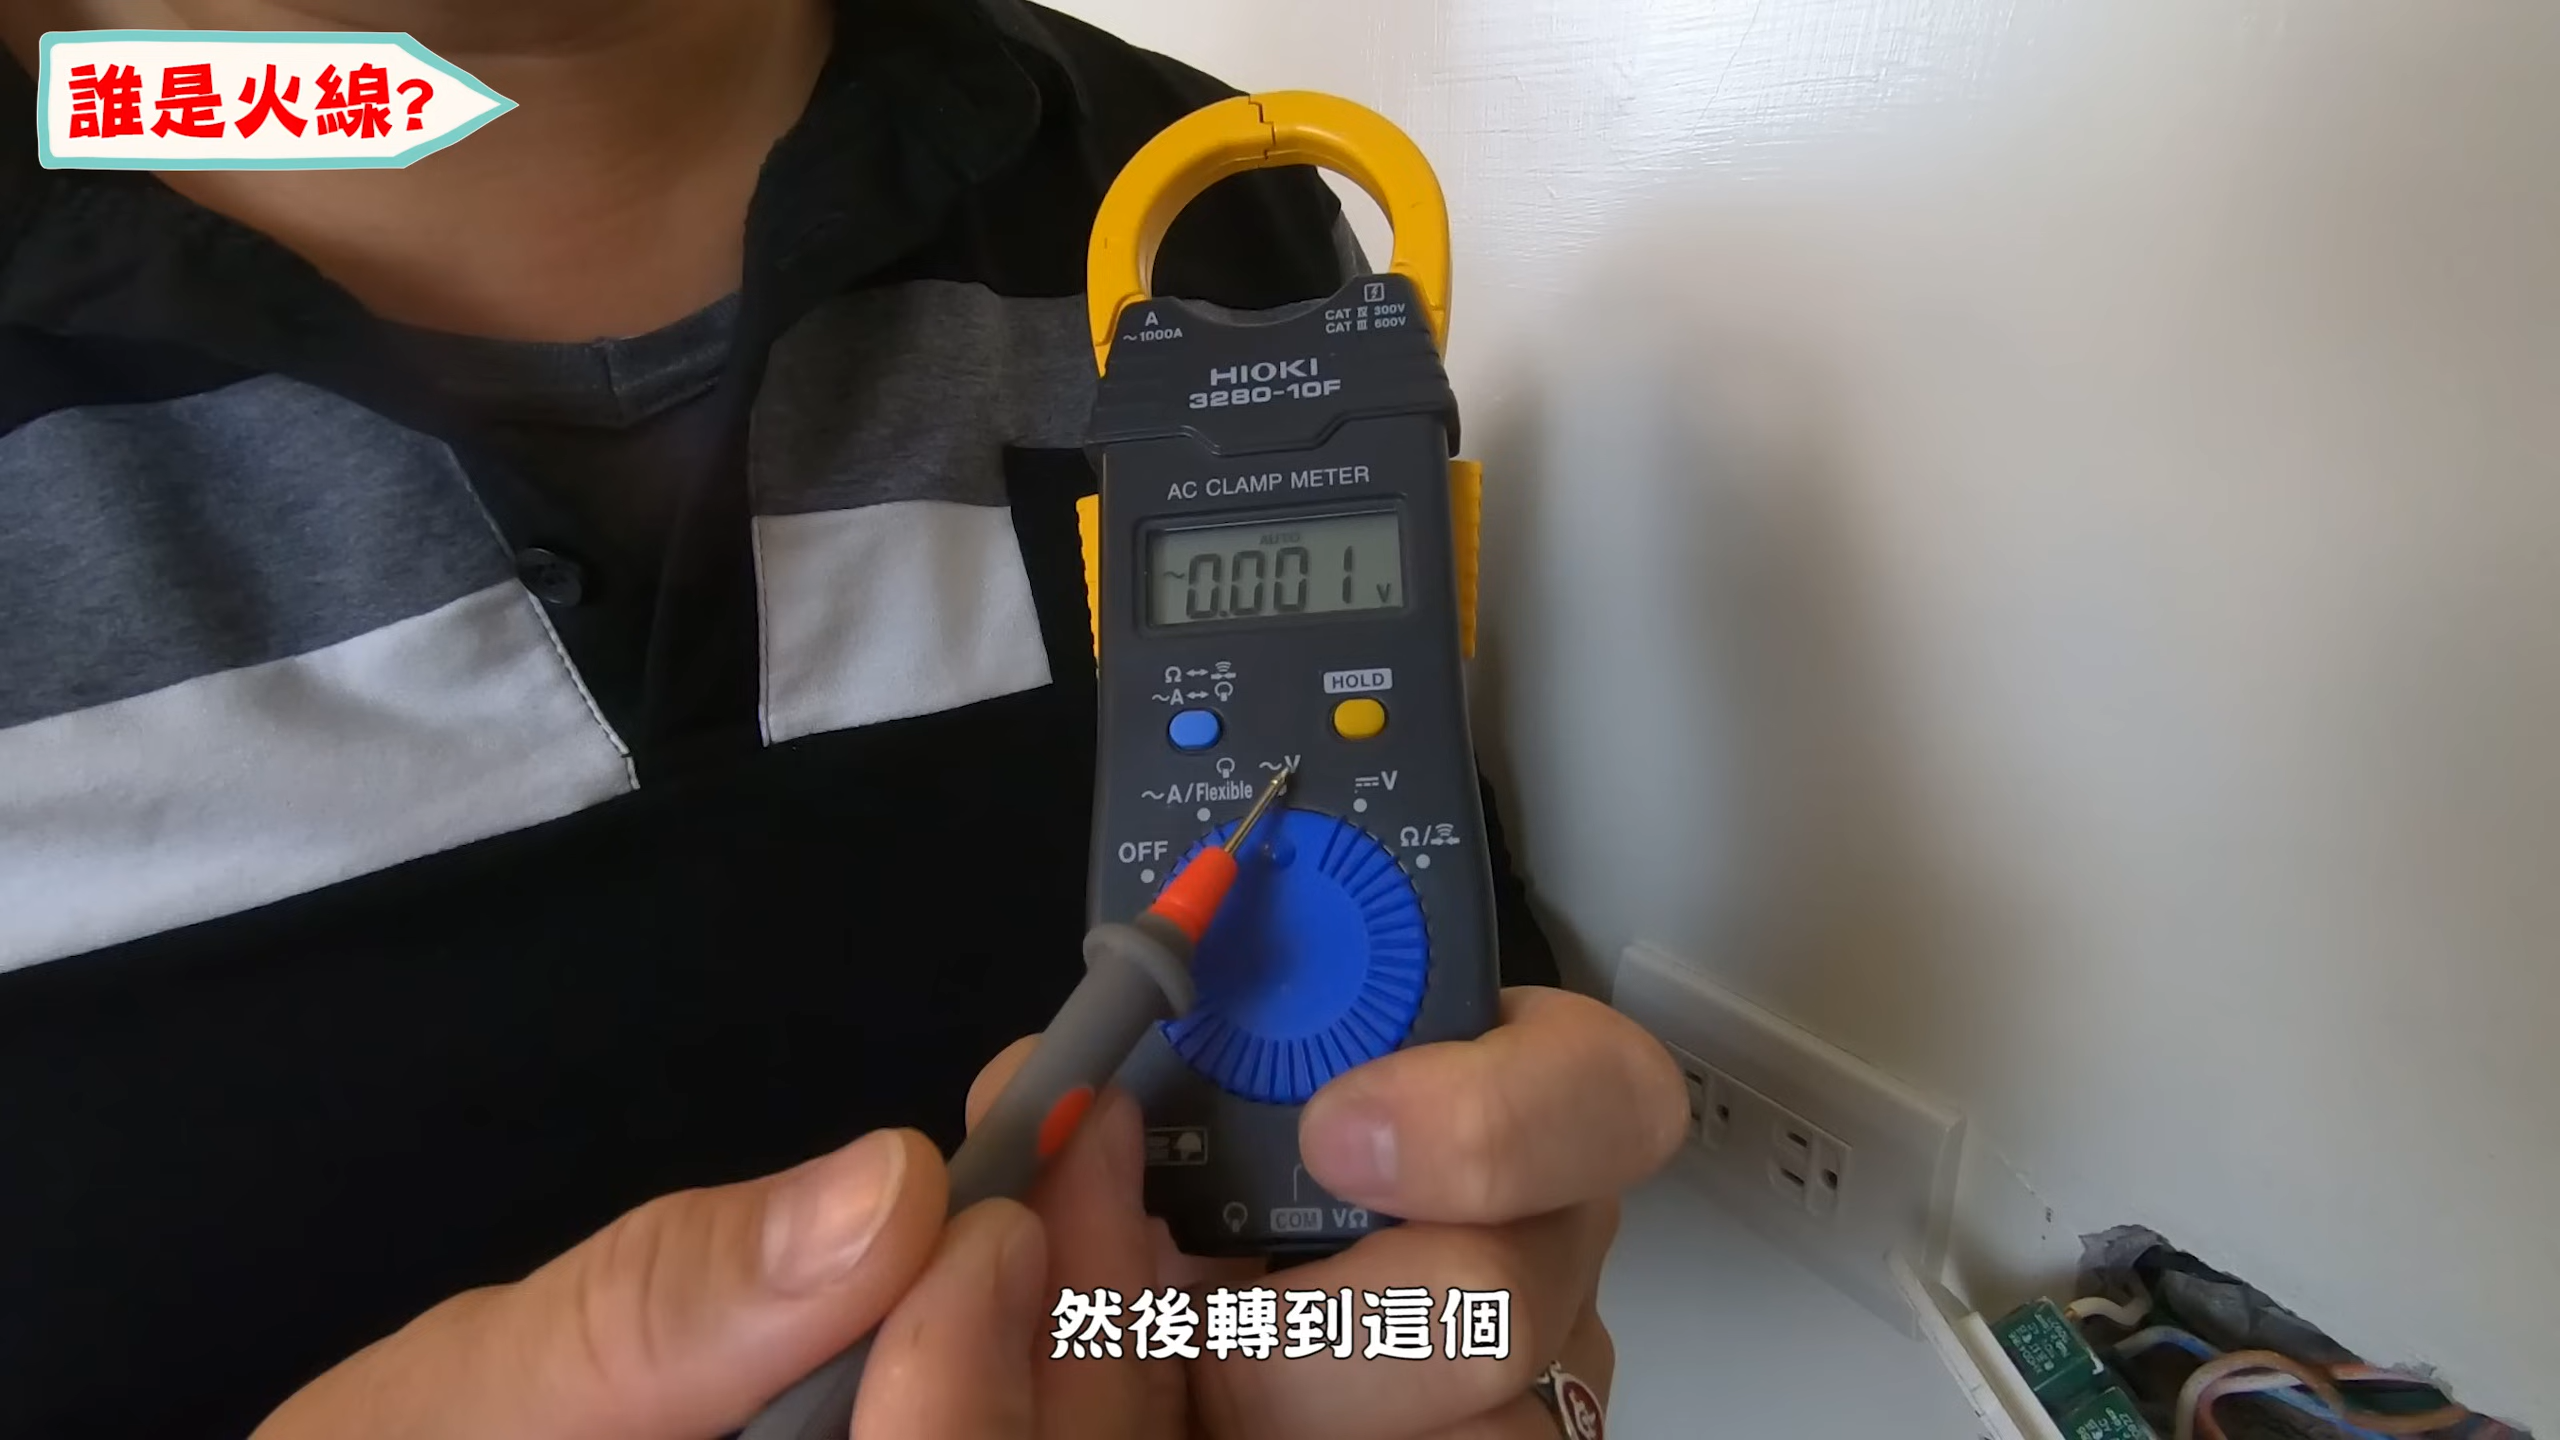 誰是火線?
A
～1000A
CAT Ⅳ 300V
CAT Ⅲ 600V
HIOKI
3280-10F
AC CLAMP METER
AUTO
～0.001 V
Ω↔
～A↔
HOLD
～A/Flexible
～V
⎓V
OFF
Ω/
COM VΩ
然後轉到這個